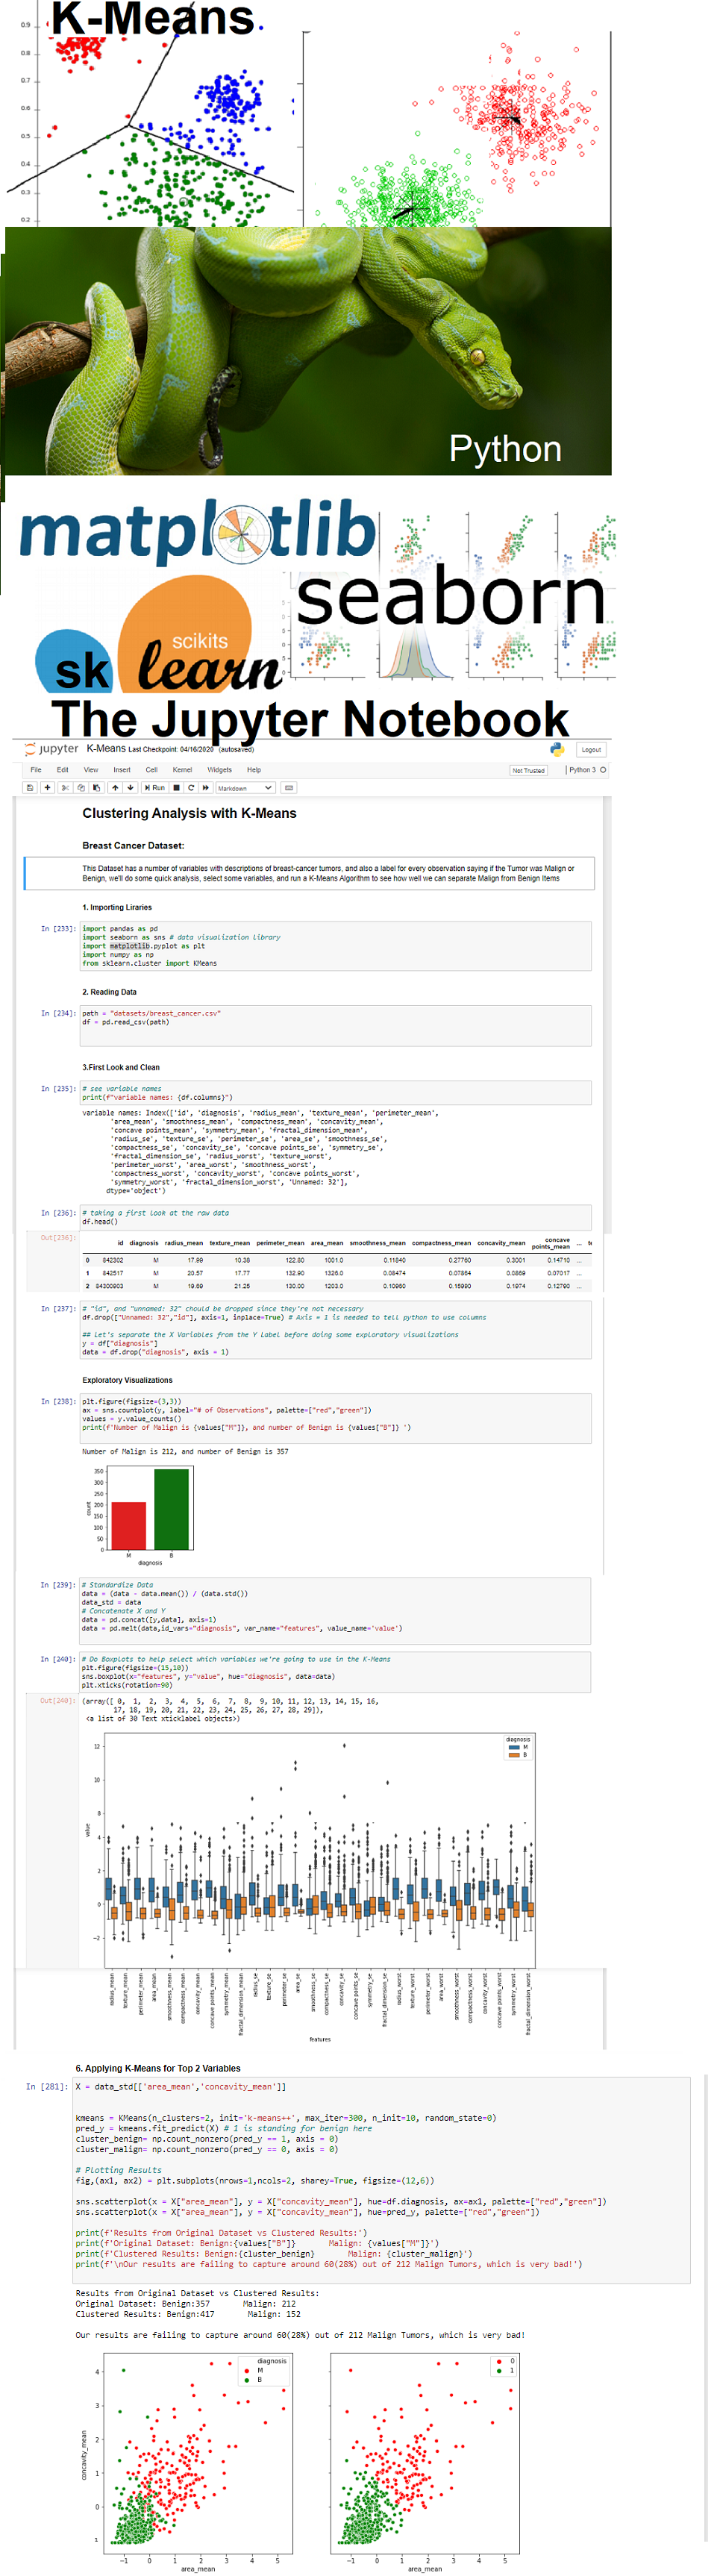 K-Means
0.9
0.8
0.7
0.6
0.5
0.4
0.3
0.2
Python
matplotlib
seaborn
scikits
sk learn
The Jupyter Notebook
jupyter K-Means Last Checkpoint: 04/16/2020 (autosaved)
Logout
File Edit View Insert Cell Kernel Widgets Help
Not Trusted
Python 3
Run
Markdown
Clustering Analysis with K-Means
Breast Cancer Dataset:
This Dataset has a number of variables with descriptions of breast-cancer tumors, and also a label for every observation saying if the Tumor was Malign or
Benign, we'll do some quick analysis, select some variables, and run a K-Means Algorithm to see how well we can separate Malign from Benign Items
1. Importing Liraries
In [233]: import pandas as pd
import seaborn as sns # data visualization library
import matplotlib.pyplot as plt
import numpy as np
from sklearn.cluster import KMeans
2. Reading Data
In [234]: path = "datasets/breast_cancer.csv"
df = pd.read_csv(path)
3.First Look and Clean
In [235]: # see variable names
print(f"variable names: {df.columns}")
variable names: Index(['id', 'diagnosis', 'radius_mean', 'texture_mean', 'perimeter_mean',
'area_mean', 'smoothness_mean', 'compactness_mean', 'concavity_mean',
'concave points_mean', 'symmetry_mean', 'fractal_dimension_mean',
'radius_se', 'texture_se', 'perimeter_se', 'area_se', 'smoothness_se',
'compactness_se', 'concavity_se', 'concave points_se', 'symmetry_se',
'fractal_dimension_se', 'radius_worst', 'texture_worst',
'perimeter_worst', 'area_worst', 'smoothness_worst',
'compactness_worst', 'concavity_worst', 'concave points_worst',
'symmetry_worst', 'fractal_dimension_worst', 'Unnamed: 32'],
dtype='object')
In [236]: # taking a first look at the raw data
df.head()
Out[236]:
id diagnosis radius_mean texture_mean perimeter_mean area_mean smoothness_mean compactness_mean concavity_mean concave points_mean ...
0 842302 M 17.99 10.38 122.80 1001.0 0.11840 0.27760 0.3001 0.14710 ...
1 842517 M 20.57 17.77 132.90 1326.0 0.08474 0.07864 0.0869 0.07017 ...
2 84300903 M 19.69 21.25 130.00 1203.0 0.10960 0.15990 0.1974 0.12790 ...
In [237]: # "id", and "unnamed: 32" chould be dropped since they're not necessary
df.drop(["Unnamed: 32","id"], axis=1, inplace=True) # Axis = 1 is needed to tell python to use columns
## Let's separate the X Variables from the Y Label before doing some exploratory visualizations
y = df["diagnosis"]
data = df.drop("diagnosis", axis = 1)
Exploratory Visualizations
In [238]: plt.figure(figsize=(3,3))
ax = sns.countplot(y, label="# of Observations", palette=["red","green"])
values = y.value_counts()
print(f'Number of Malign is {values["M"]}, and number of Benign is {values["B"]} ')
Number of Malign is 212, and number of Benign is 357
350
300
250
200
150
100
50
0
count
M B
diagnosis
In [239]: # Standardize Data
data = (data - data.mean()) / (data.std())
data_std = data
# Concatenate X and Y
data = pd.concat([y,data], axis=1)
data = pd.melt(data,id_vars="diagnosis", var_name="features", value_name='value')
In [240]: # Do Boxplots to help select which variables we're going to use in the K-Means
plt.figure(figsize=(15,10))
sns.boxplot(x="features", y="value", hue="diagnosis", data=data)
plt.xticks(rotation=90)
Out[240]: (array([ 0, 1, 2, 3, 4, 5, 6, 7, 8, 9, 10, 11, 12, 13, 14, 15, 16,
17, 18, 19, 20, 21, 22, 23, 24, 25, 26, 27, 28, 29]),
<a list of 30 Text xticklabel objects>)
diagnosis
M
B
12
10
8
4
2
0
−2
value
radius_mean texture_mean perimeter_mean area_mean smoothness_mean compactness_mean concavity_mean concave points_mean symmetry_mean fractal_dimension_mean radius_se texture_se perimeter_se area_se smoothness_se compactness_se concavity_se concave points_se symmetry_se fractal_dimension_se radius_worst texture_worst perimeter_worst area_worst smoothness_worst compactness_worst concavity_worst concave points_worst symmetry_worst fractal_dimension_worst
features
6. Applying K-Means for Top 2 Variables
In [281]: X = data_std[['area_mean','concavity_mean']]
kmeans = KMeans(n_clusters=2, init='k-means++', max_iter=300, n_init=10, random_state=0)
pred_y = kmeans.fit_predict(X) # 1 is standing for benign here
cluster_benign= np.count_nonzero(pred_y == 1, axis = 0)
cluster_malign= np.count_nonzero(pred_y == 0, axis = 0)
# Plotting Results
fig,(ax1, ax2) = plt.subplots(nrows=1,ncols=2, sharey=True, figsize=(12,6))
sns.scatterplot(x = X["area_mean"], y = X["concavity_mean"], hue=df.diagnosis, ax=ax1, palette=["red","green"])
sns.scatterplot(x = X["area_mean"], y = X["concavity_mean"], hue=pred_y, palette=["red","green"])
print(f'Results from Original Dataset vs Clustered Results:')
print(f'Original Dataset: Benign:{values["B"]} Malign: {values["M"]}')
print(f'Clustered Results: Benign:{cluster_benign} Malign: {cluster_malign}')
print(f'\nOur results are failing to capture around 60(28%) out of 212 Malign Tumors, which is very bad!')
Results from Original Dataset vs Clustered Results:
Original Dataset: Benign:357 Malign: 212
Clustered Results: Benign:417 Malign: 152
Our results are failing to capture around 60(28%) out of 212 Malign Tumors, which is very bad!
diagnosis
M
B
0
1
4
3
2
1
0
concavity_mean
−1 0 1 2 3 4 5
area_mean
−1 0 1 2 3 4 5
area_mean